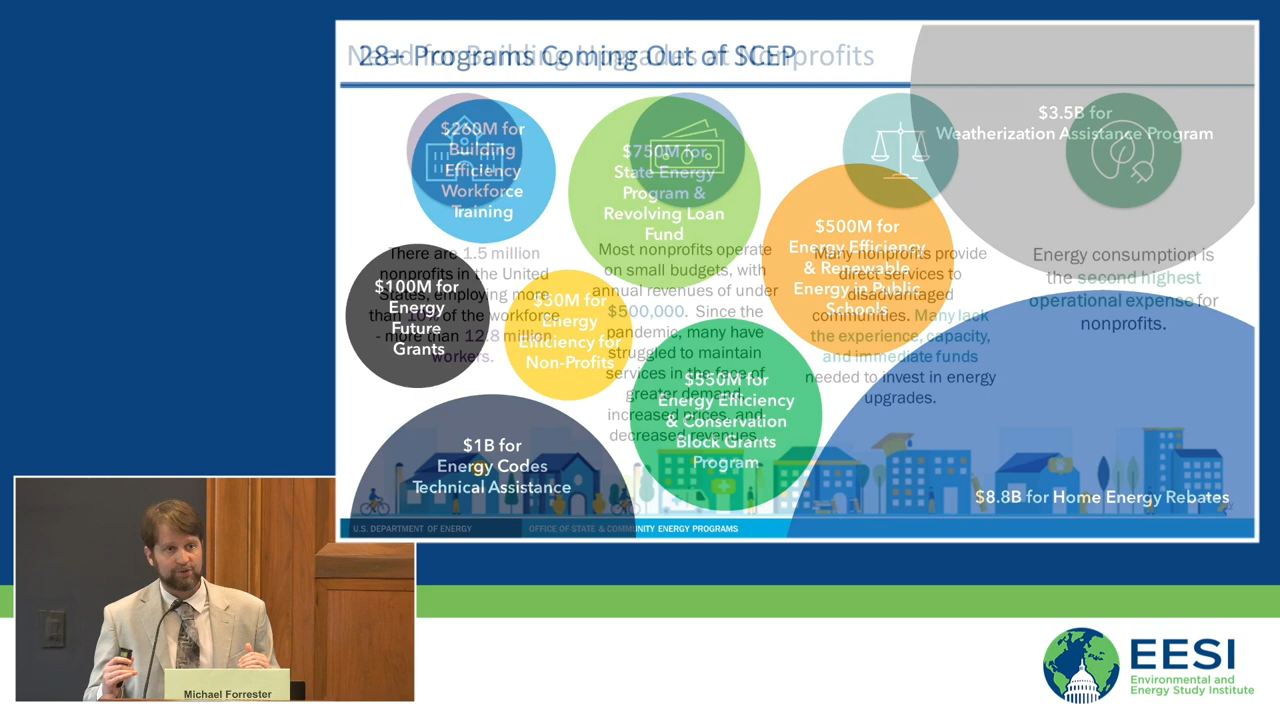 28+ Programs Coming Out of SCEP
Need for Building Upgrades at Nonprofits
$260M for
Building
Efficiency
Workforce
Training
$750M for
State Energy
Program &
Revolving Loan
Fund
$500M for
Energy Efficiency
& Renewable
Energy in Public
Schools
$3.5B for
Weatherization Assistance Program
$100M for
Energy
Future
Grants
$50M for
Energy
Efficiency for
Non-Profits
$550M for
Energy Efficiency
& Conservation
Block Grants
Program
$1B for
Energy Codes
Technical Assistance
$8.8B for Home Energy Rebates
There are 1.5 million
nonprofits in the United
States, employing more
than 10% of the workforce
- more than 12.8 million
workers.
Most nonprofits operate
on small budgets, with
annual revenues of under
$500,000. Since the
pandemic, many have
struggled to maintain
services in the face of
greater demand,
increased prices, and
decreased revenues.
Many nonprofits provide
direct services to
disadvantaged
communities. Many lack
the experience, capacity,
and immediate funds
needed to invest in energy
upgrades.
Energy consumption is
the second highest
operational expense for
nonprofits.
U.S. DEPARTMENT OF ENERGY
OFFICE OF STATE & COMMUNITY ENERGY PROGRAMS
Michael Forrester
EESI
Environmental and
Energy Study Institute